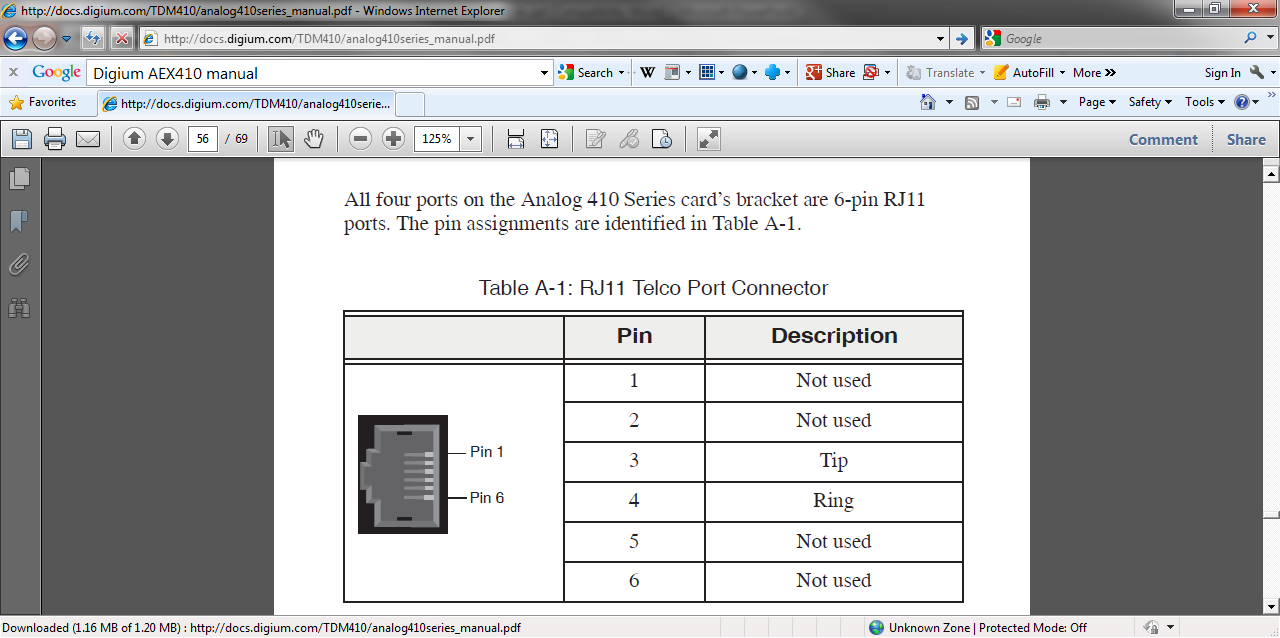 http://docs.digium.com/TDM410/analog410series_manual.pdf - Windows Internet Explorer
http://docs.digium.com/TDM410/analog410series_manual.pdf
Google
x Google Digium AEX410 manual Search W Share Translate AutoFill More » Sign In
Favorites http://docs.digium.com/TDM410/analog410serie... Page Safety Tools »
56 / 69 125% Comment Share
All four ports on the Analog 410 Series card's bracket are 6-pin RJ11
ports. The pin assignments are identified in Table A-1.
Table A-1: RJ11 Telco Port Connector
Pin Description
1 Not used
2 Not used
3 Tip
4 Ring
5 Not used
6 Not used
Pin 1
Pin 6
Downloaded (1.16 MB of 1.20 MB) : http://docs.digium.com/TDM410/analog410series_manual.pdf
Unknown Zone | Protected Mode: Off